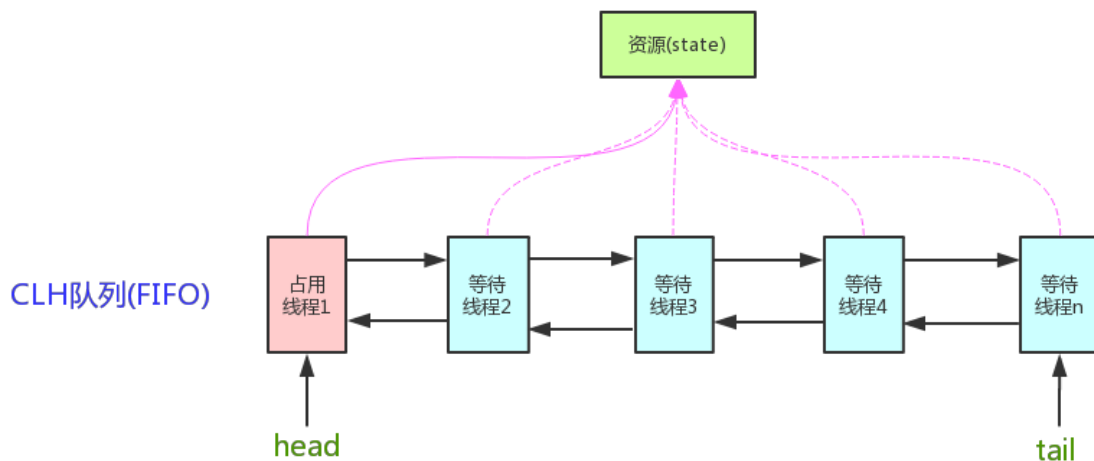 资源(state)
CLH队列(FIFO)
占用
线程1
等待
线程2
等待
线程3
等待
线程4
等待
线程n
head
tail